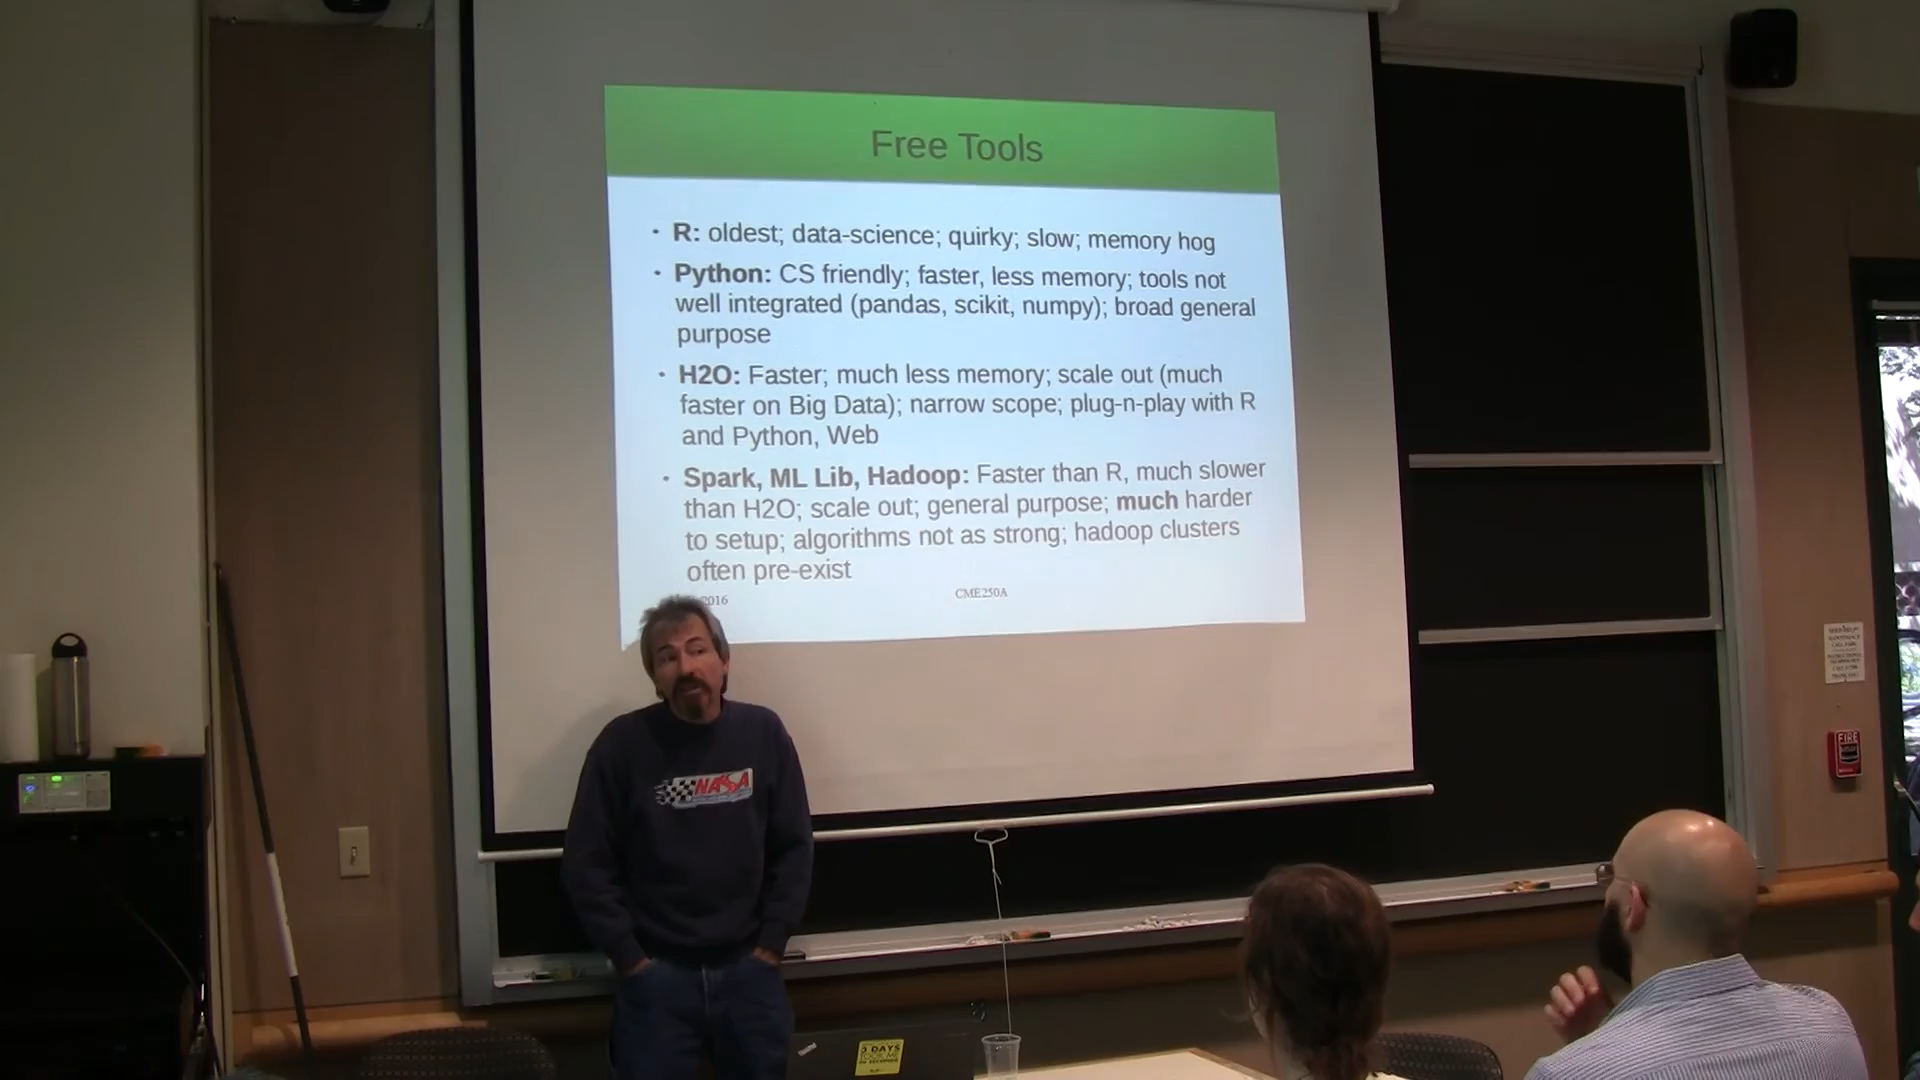 Free Tools
• R: oldest; data-science; quirky; slow; memory hog
• Python: CS friendly; faster, less memory; tools not
well integrated (pandas, scikit, numpy); broad general
purpose
• H2O: Faster; much less memory; scale out (much
faster on Big Data); narrow scope; plug-n-play with R
and Python, Web
• Spark, ML Lib, Hadoop: Faster than R, much slower
than H2O; scale out; general purpose; much harder
to setup; algorithms not as strong; hadoop clusters
often pre-exist
2016
CME250A
NASA
FIRE
DAYS